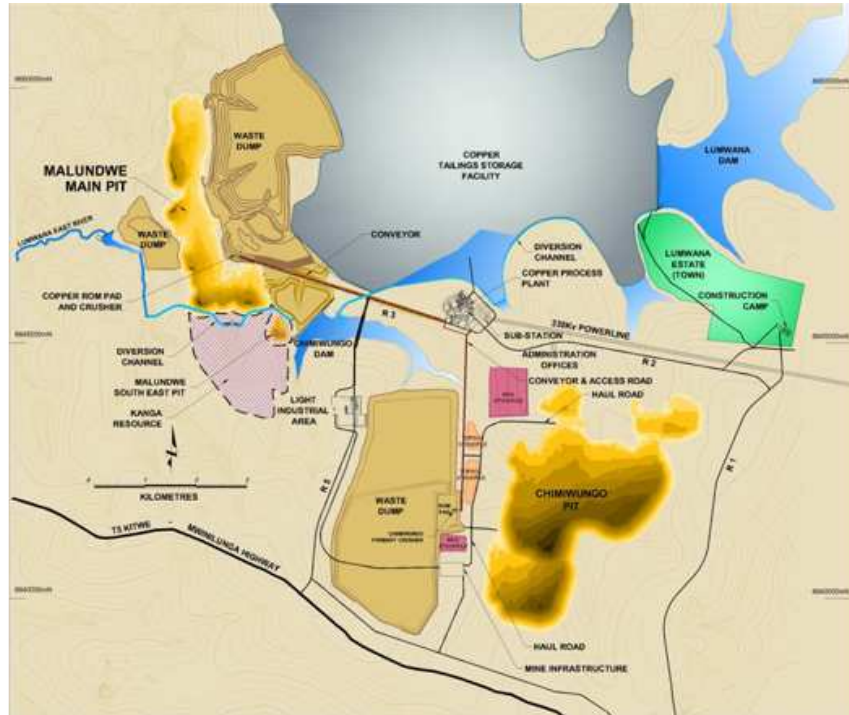 WASTE
DUMP
MALUNDWE
MAIN PIT
COPPER
TAILINGS STORAGE
FACILITY
LUMWANA
DAM
LUMWANA EAST RIVER
WASTE
DUMP
CONVEYOR
DIVERSION
CHANNEL
LUMWANA
ESTATE
(TOWN)
COPPER PROCESS
PLANT
COPPER ROM PAD
AND CRUSHER
CONSTRUCTION
CAMP
R 3
330Kv POWERLINE
SUB-STATION
CHIMIWUNGO
DAM
DIVERSION
CHANNEL
ADMINISTRATION
OFFICES
R 2
MALUNDWE
SOUTH EAST PIT
CONVEYOR & ACCESS ROAD
HAUL ROAD
KANGA
RESOURCE
LIGHT
INDUSTRIAL
AREA
R 1
R 5
KILOMETRES
WASTE
DUMP
CHIMIWUNGO
PIT
T5 KITWE - MWINILUNGA HIGHWAY
HAUL ROAD
MINE INFRASTRUCTURE